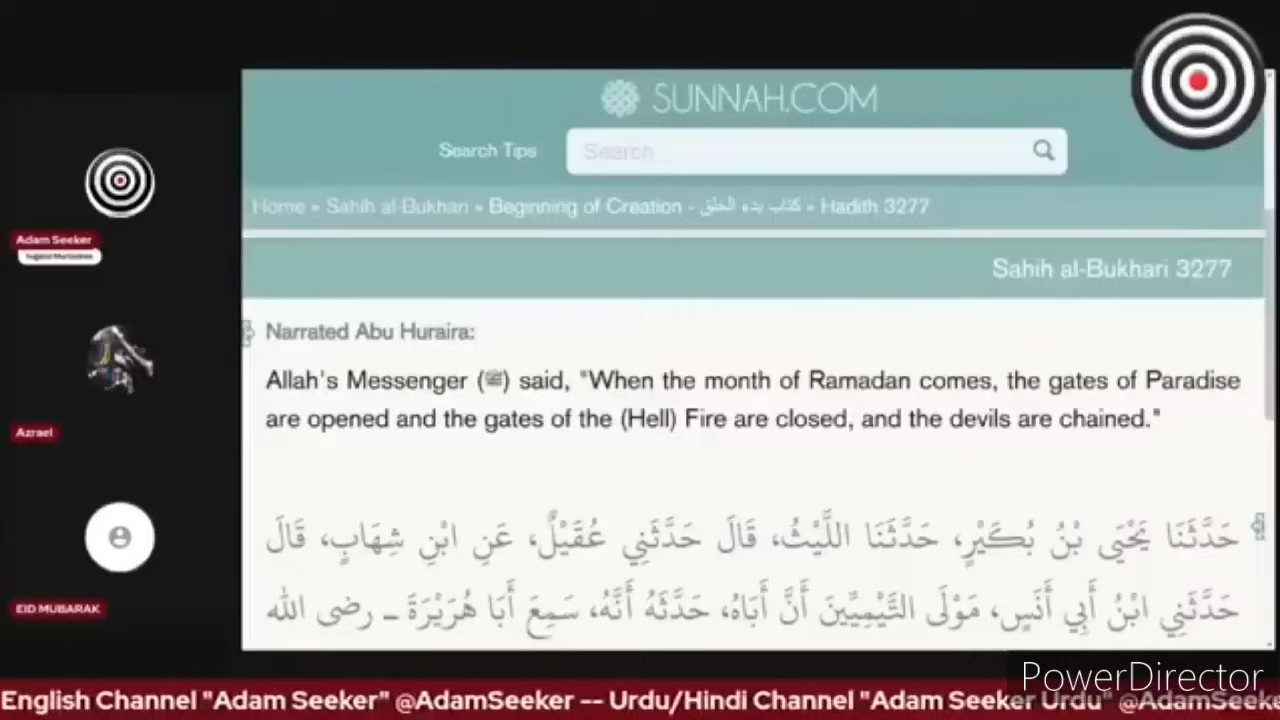 SUNNAH.COM
Search Tips
Search
Home » Sahih al-Bukhari » Beginning of Creation - كتاب بدء الخلق » Hadith 3277
Sahih al-Bukhari 3277
Narrated Abu Huraira:
Allah's Messenger (ﷺ) said, "When the month of Ramadan comes, the gates of Paradise
are opened and the gates of the (Hell) Fire are closed, and the devils are chained."
حَدَّثَنَا يَحْيَى بْنُ بُكَيْرٍ، حَدَّثَنَا اللَّيْثُ، قَالَ حَدَّثَنِي عُقَيْلٌ، عَنِ ابْنِ شِهَابٍ، قَالَ
حَدَّثَنِي ابْنُ أَبِي أَنَسٍ، مَوْلَى التَّيْمِيِّينَ أَنَّ أَبَاهُ، حَدَّثَهُ أَنَّهُ، سَمِعَ أَبَا هُرَيْرَةَ ـ رضى الله
Adam Seeker
Azrael
EID MUBARAK
PowerDirector
English Channel "Adam Seeker" @AdamSeeker -- Urdu/Hindi Channel "Adam Seeker Urdu" @AdamSeeke